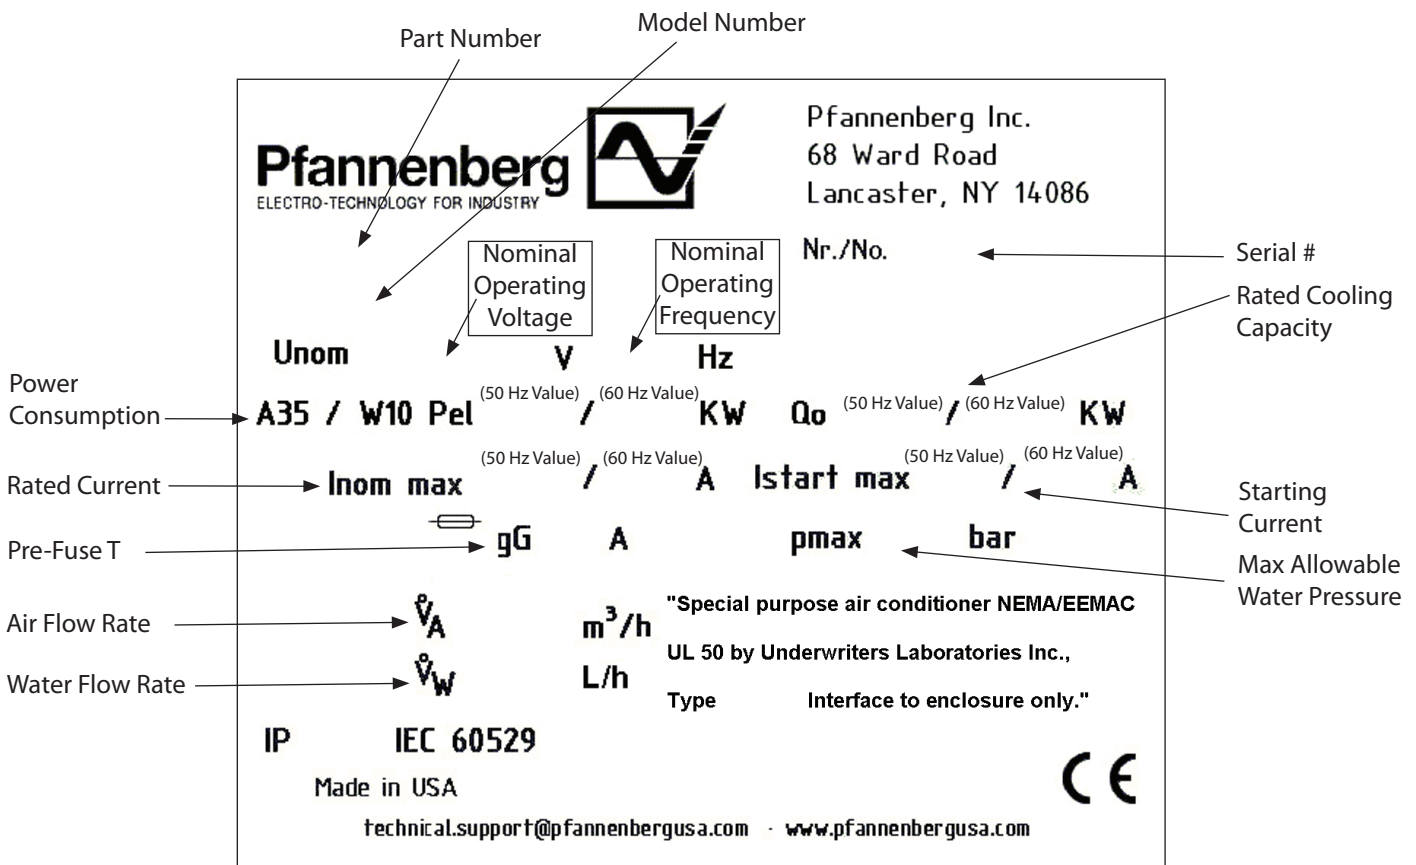 Part Number
Model Number
Pfannenberg
ELECTRO-TECHNOLOGY FOR INDUSTRY
Pfannenberg Inc.
68 Ward Road
Lancaster, NY 14086
Nr./No.
Serial #
Nominal
Operating
Voltage
Nominal
Operating
Frequency
Rated Cooling
Capacity
Unom V Hz
Power
Consumption
A35 / W10 Pel (50 Hz Value) / (60 Hz Value) KW Qo (50 Hz Value) / (60 Hz Value) KW
Rated Current
Inom max (50 Hz Value) / (60 Hz Value) A Istart max (50 Hz Value) / (60 Hz Value) A
Starting
Current
Pre-Fuse T
gG A pmax bar
Max Allowable
Water Pressure
Air Flow Rate
V̊A m³/h
Water Flow Rate
V̊W L/h
"Special purpose air conditioner NEMA/EEMAC
UL 50 by Underwriters Laboratories Inc.,
Type Interface to enclosure only."
IP IEC 60529
Made in USA
CE
technical.support@pfannenbergusa.com - www.pfannenbergusa.com